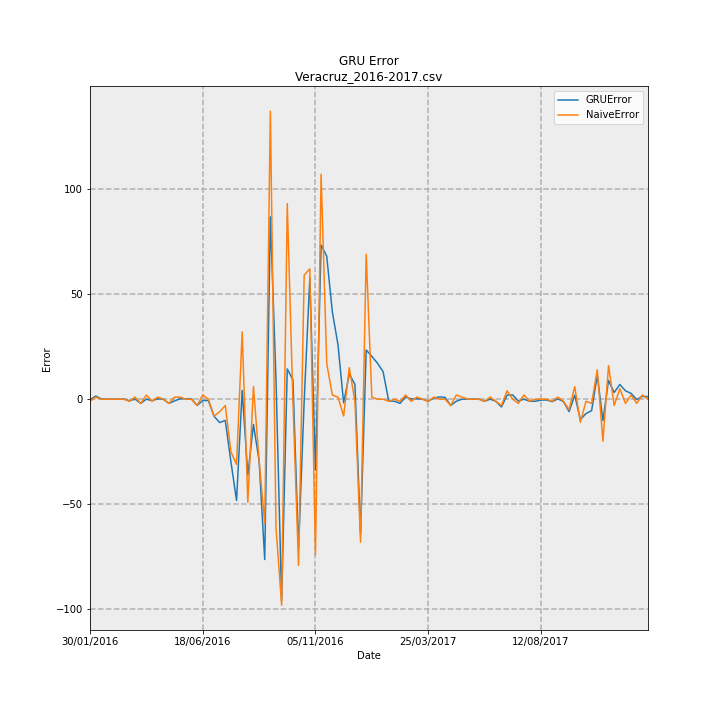 GRU Error
Veracruz_2016-2017.csv
GRUError
NaiveError
100
50
0
−50
−100
Error
30/01/2016
18/06/2016
05/11/2016
25/03/2017
12/08/2017
Date